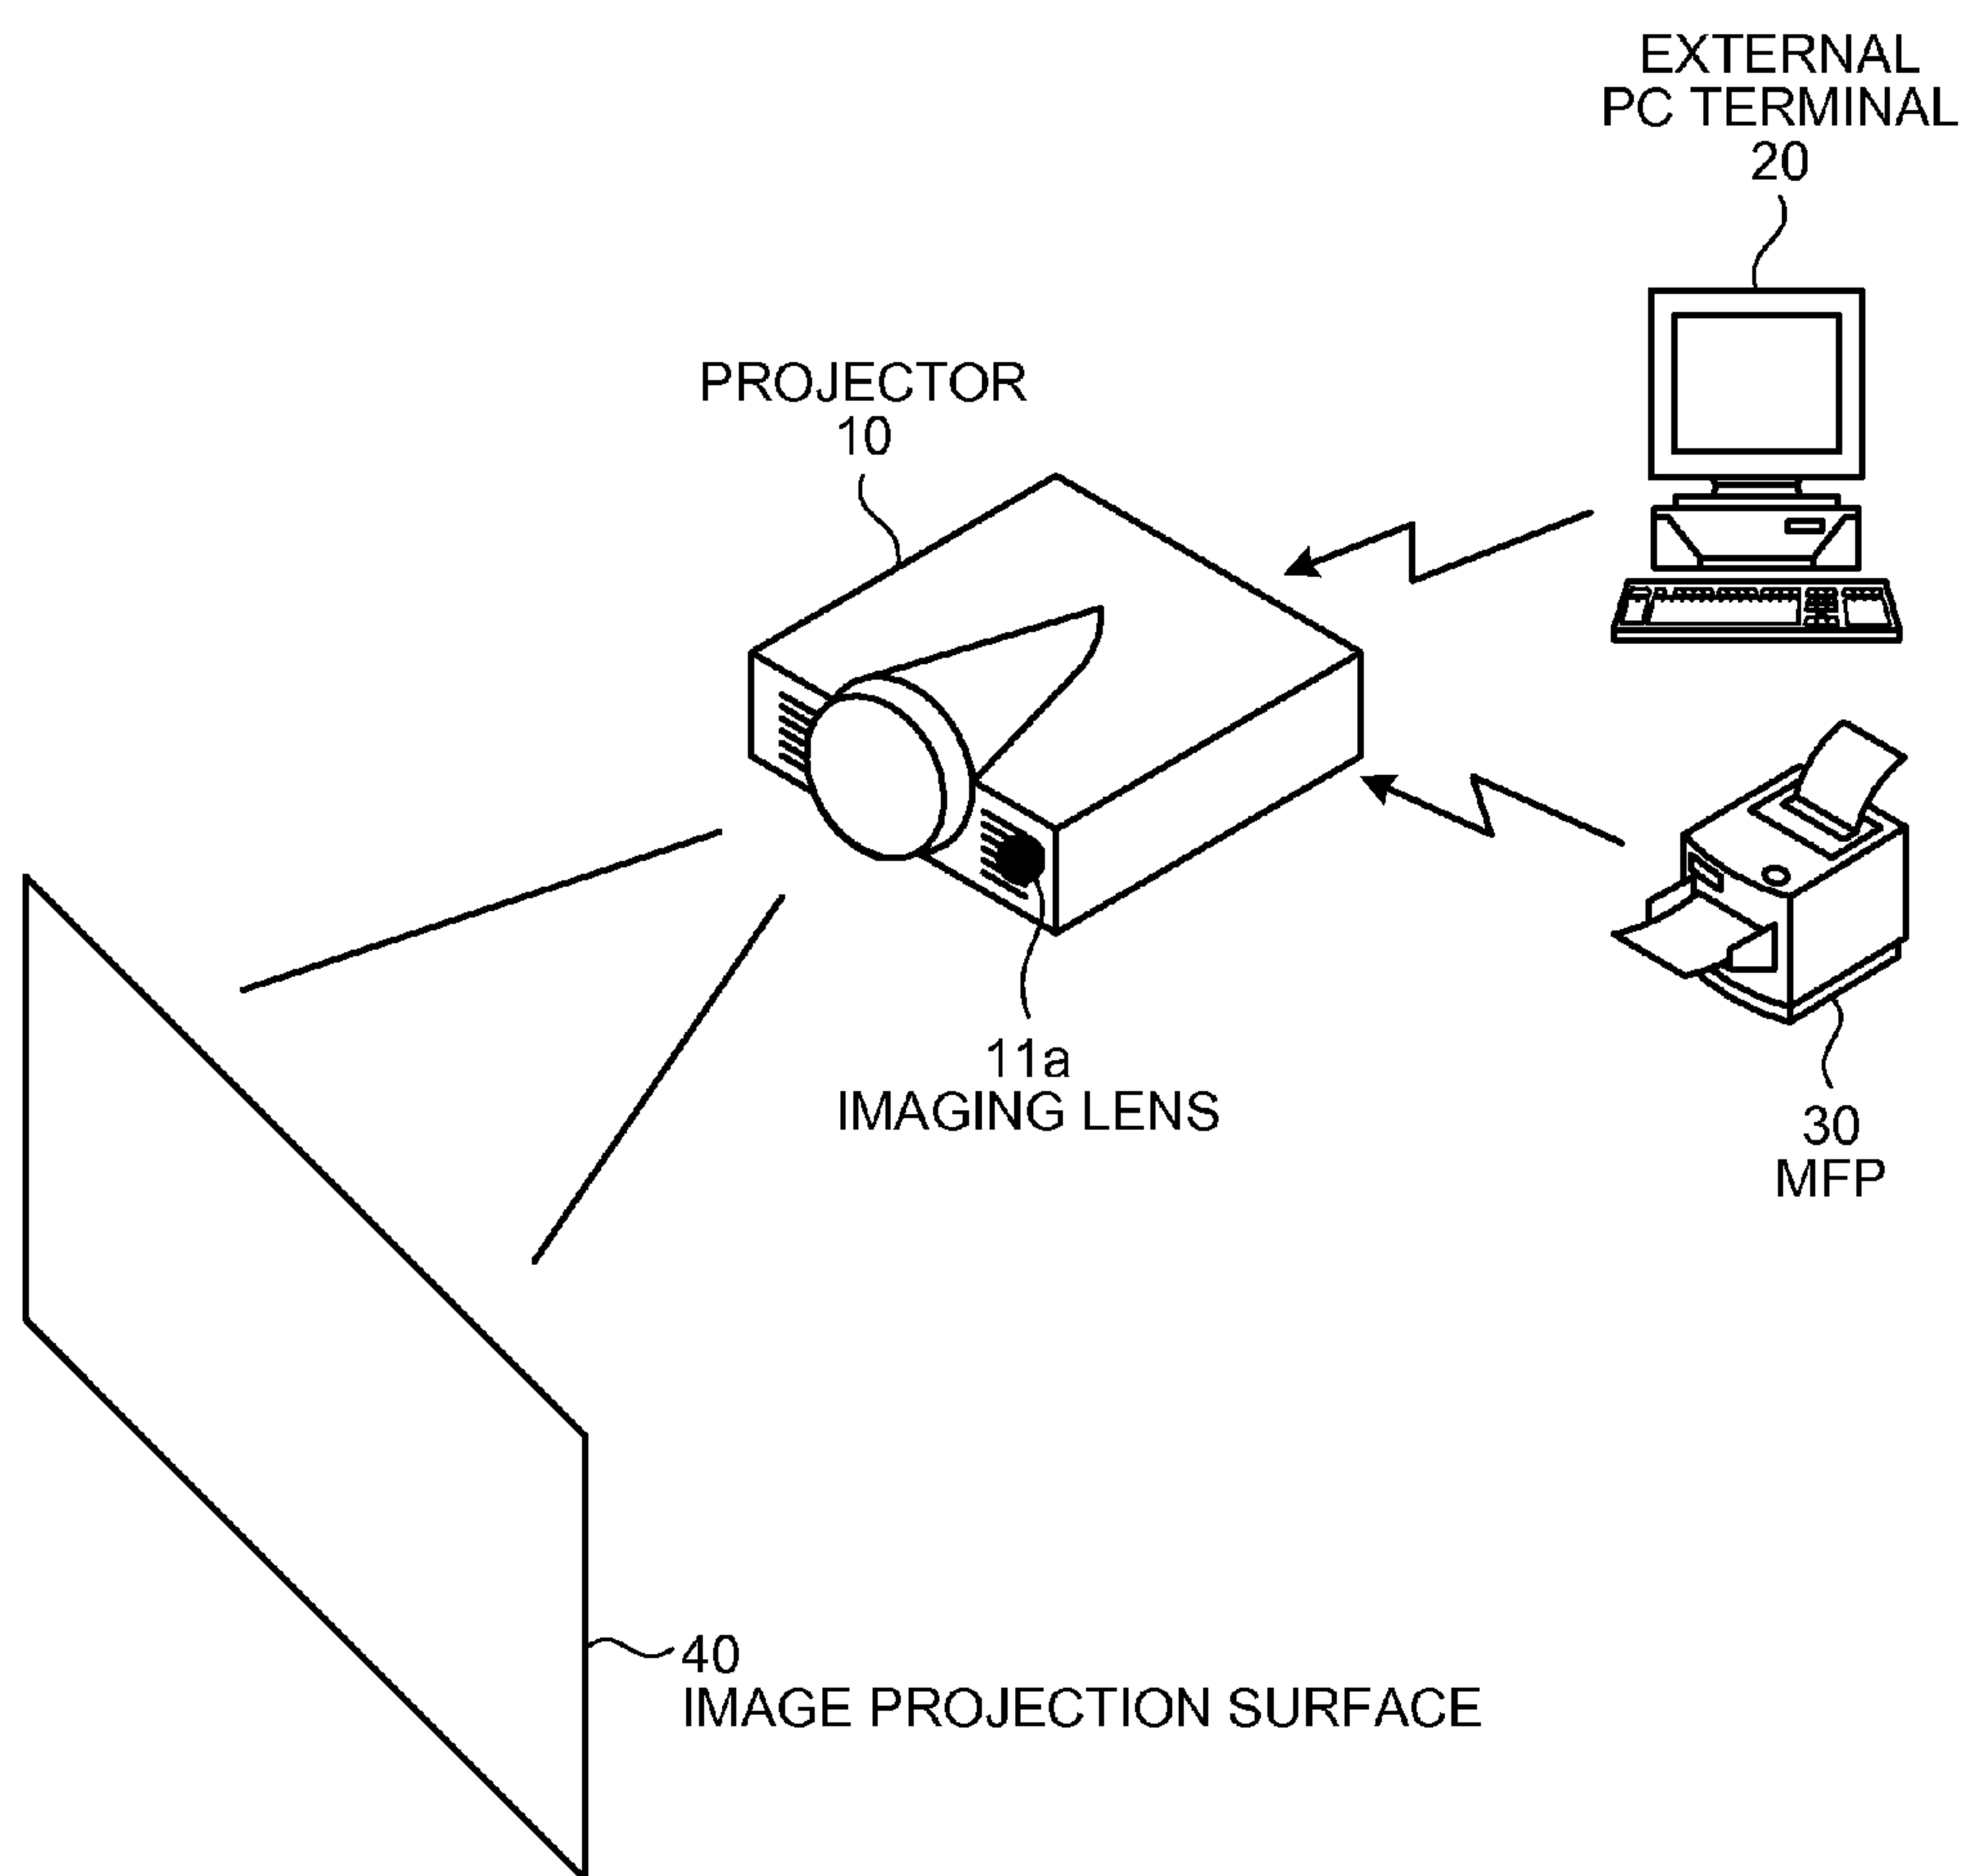 EXTERNAL
PC TERMINAL
20
PROJECTOR
10
11a
IMAGING LENS
30
MFP
40
IMAGE PROJECTION SURFACE